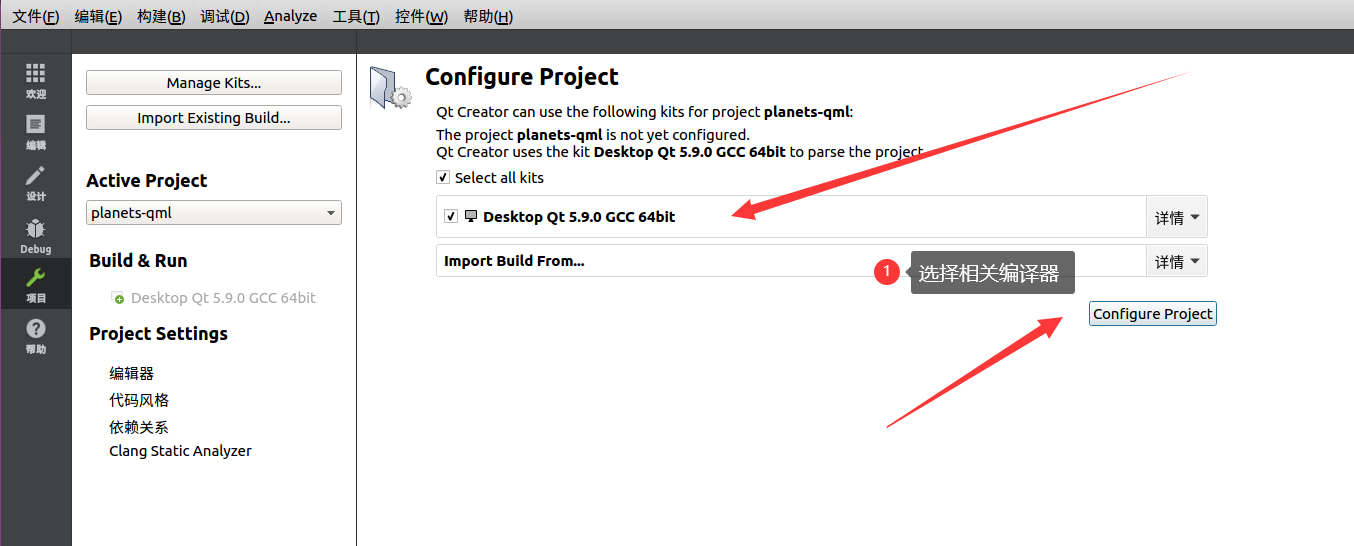 文件(F) 编辑(E) 构建(B) 调试(D) Analyze 工具(T) 控件(W) 帮助(H)
欢迎
编辑
设计
Debug
项目
帮助
Manage Kits...
Import Existing Build...
Active Project
planets-qml
Build & Run
Desktop Qt 5.9.0 GCC 64bit
Project Settings
编辑器
代码风格
依赖关系
Clang Static Analyzer
Configure Project
Qt Creator can use the following kits for project planets-qml:
The project planets-qml is not yet configured.
Qt Creator uses the kit Desktop Qt 5.9.0 GCC 64bit to parse the project
Select all kits
Desktop Qt 5.9.0 GCC 64bit 详情
Import Build From... 详情
1 选择相关编译器
Configure Project